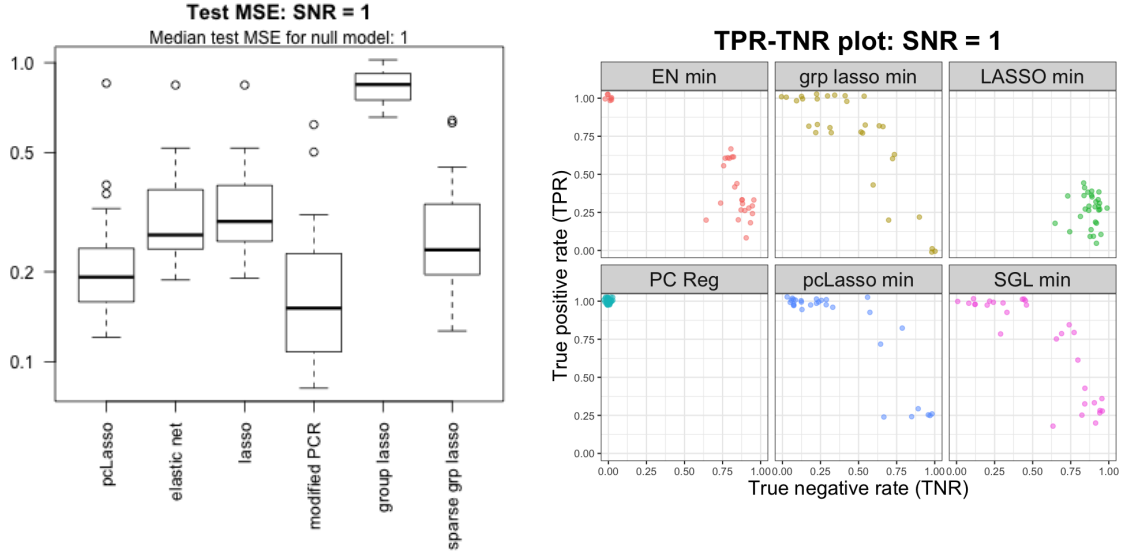 Test MSE: SNR = 1
Median test MSE for null model: 1
1.0
0.5
0.2
0.1
pcLasso
elastic net
lasso
modified PCR
group lasso
sparse grp lasso
TPR-TNR plot: SNR = 1
EN min
grp lasso min
LASSO min
1.00
0.75
0.50
0.25
0.00
PC Reg
pcLasso min
SGL min
1.00
0.75
0.50
0.25
0.00
True positive rate (TPR)
0.00 0.25 0.50 0.75 1.00 0.00 0.25 0.50 0.75 1.00 0.00 0.25 0.50 0.75 1.00
True negative rate (TNR)